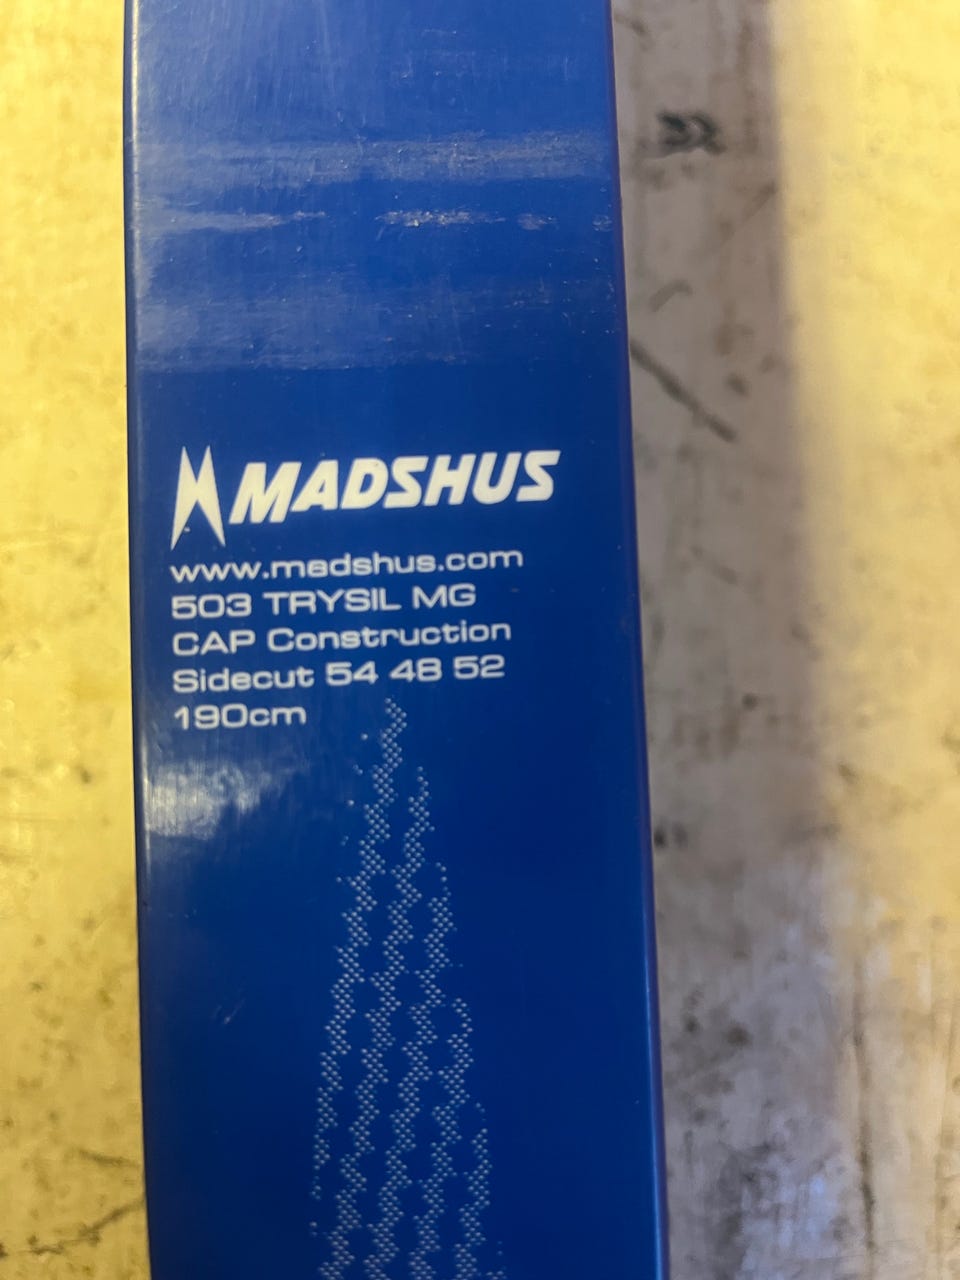 MADSHUS
www.madshus.com
503 TRYSIL MG
CAP Construction
Sidecut 54 48 52
190cm